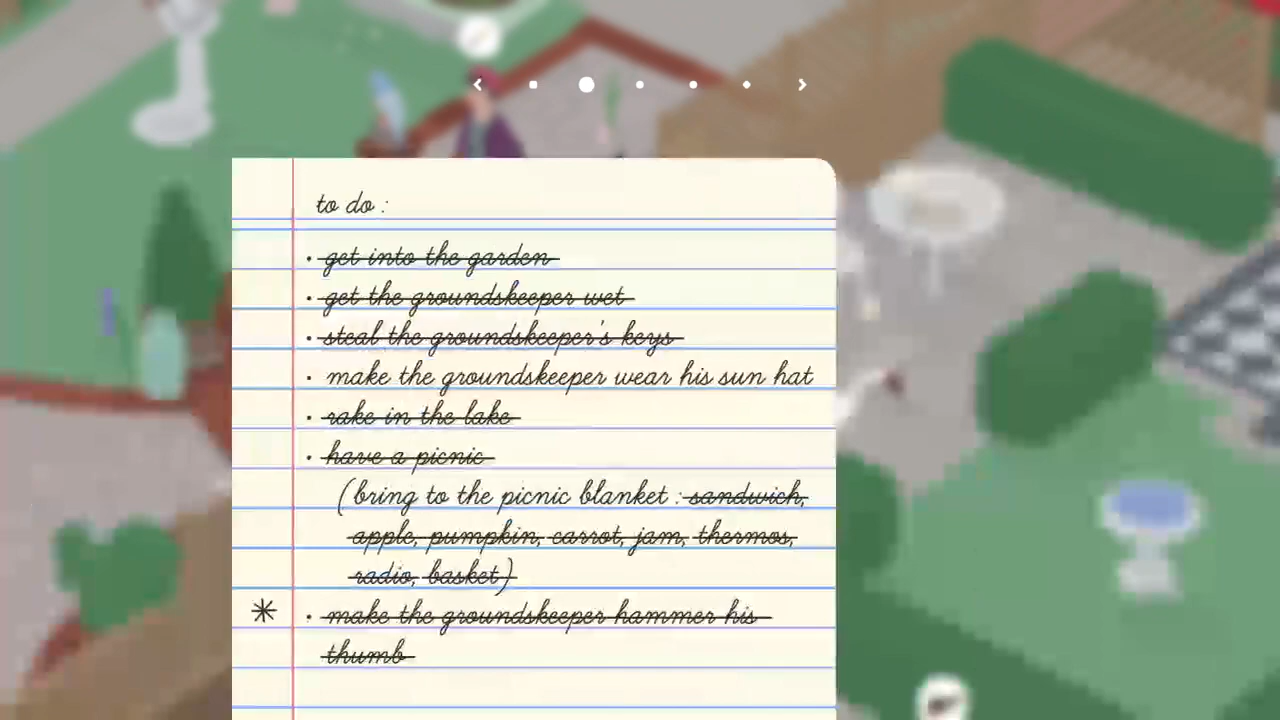 to do :
• get into the garden
• get the groundskeeper wet
• steal the groundskeeper's keys
• make the groundskeeper wear his sun hat
• rake in the lake
• have a picnic
(bring to the picnic blanket : sandwich,
apple, pumpkin, carrot, jam, thermos,
radio, basket)
• make the groundskeeper hammer his
thumb